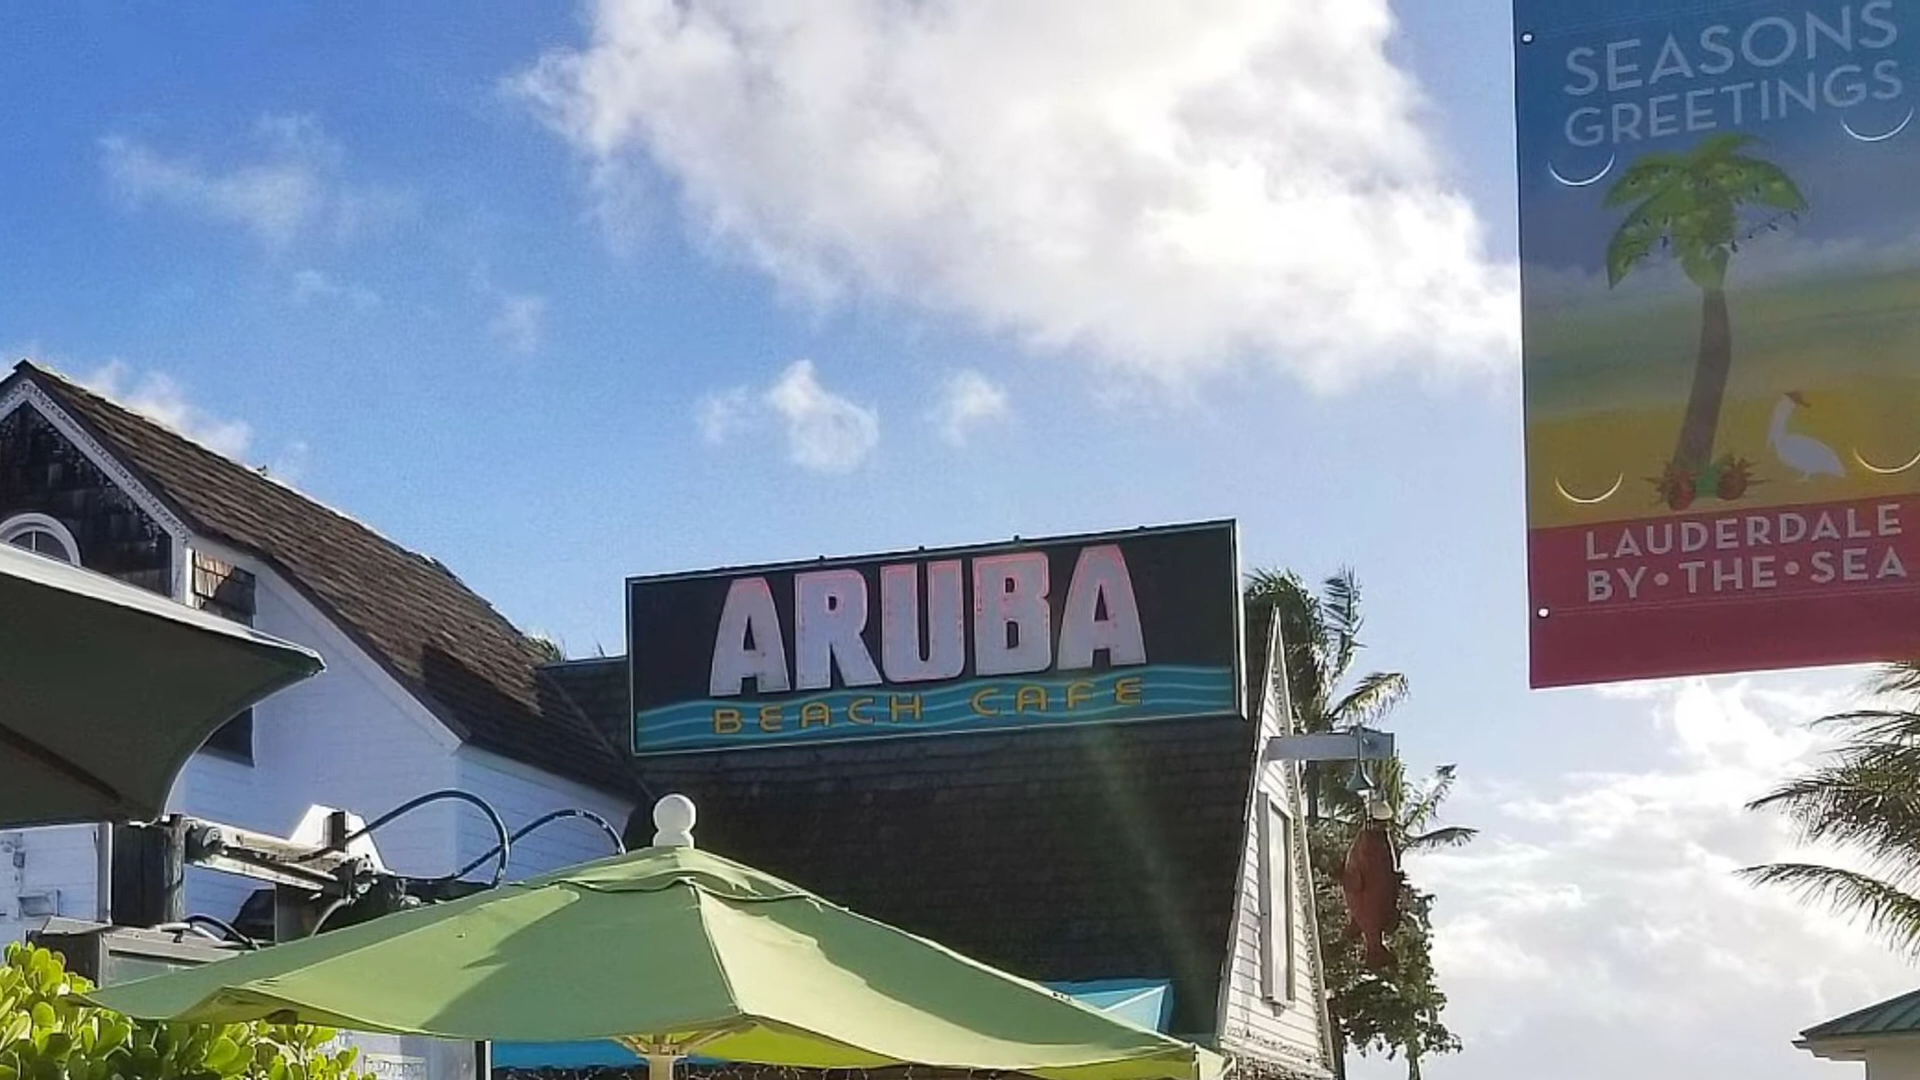 SEASONS
GREETINGS
LAUDERDALE
BY•THE•SEA
ARUBA
BEACH CAFE